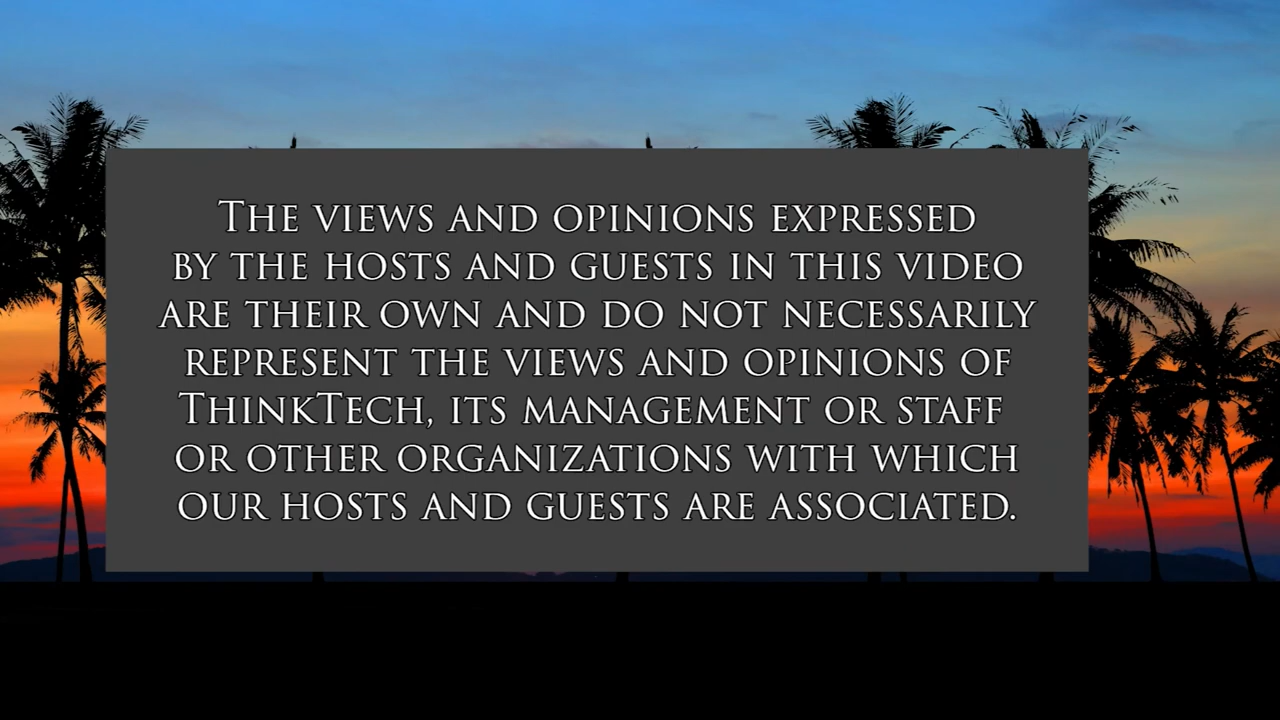 The views and opinions expressed
by the hosts and guests in this video
are their own and do not necessarily
represent the views and opinions of
ThinkTech, its management or staff
or other organizations with which
our hosts and guests are associated.